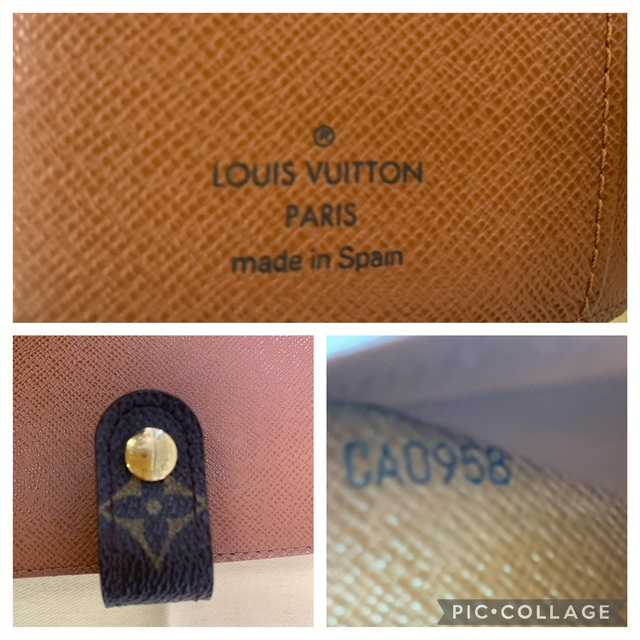 ®
LOUIS VUITTON
PARIS
made in Spain
CA0958
PIC•COLLAGE